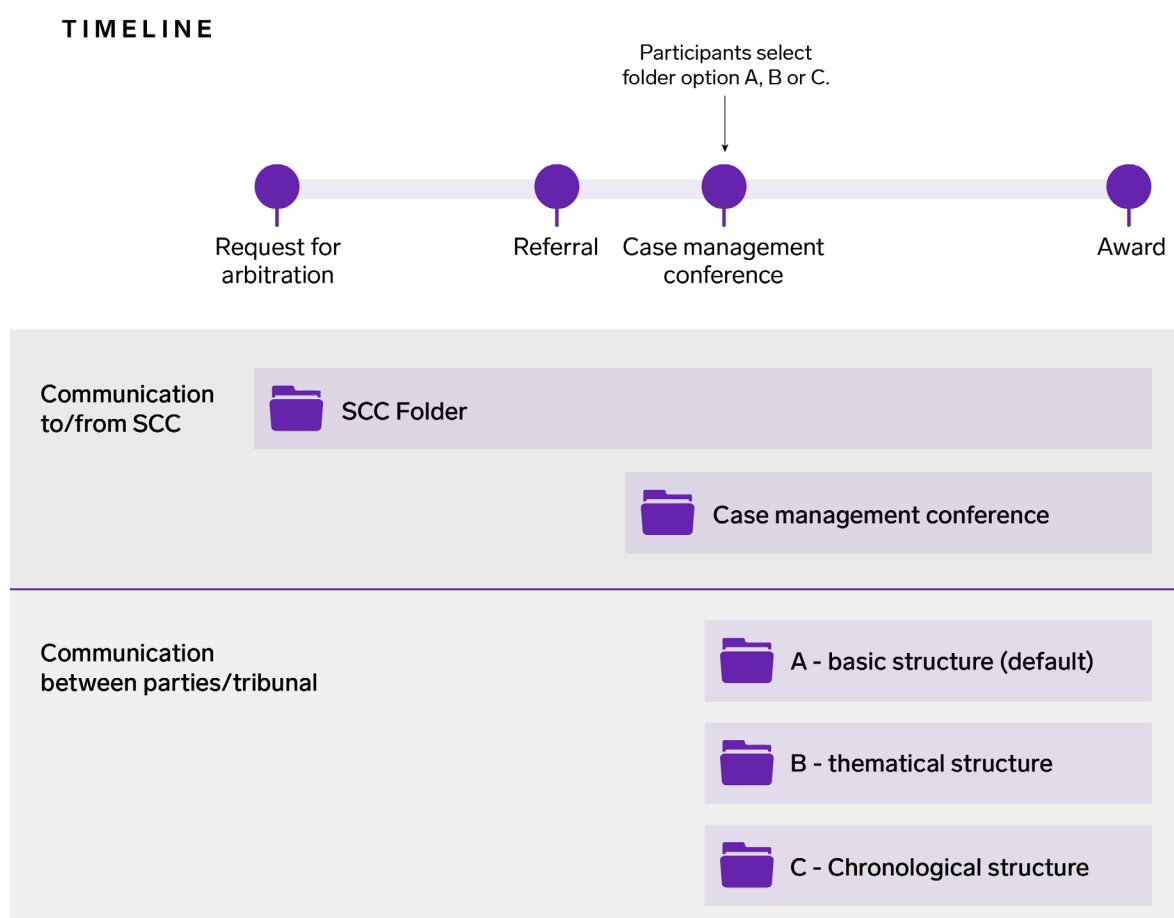 TIMELINE
Participants select
folder option A, B or C.
Request for
arbitration
Referral
Case management
conference
Award
Communication
to/from SCC
SCC Folder
Case management conference
Communication
between parties/tribunal
A - basic structure (default)
B - thematical structure
C - Chronological structure